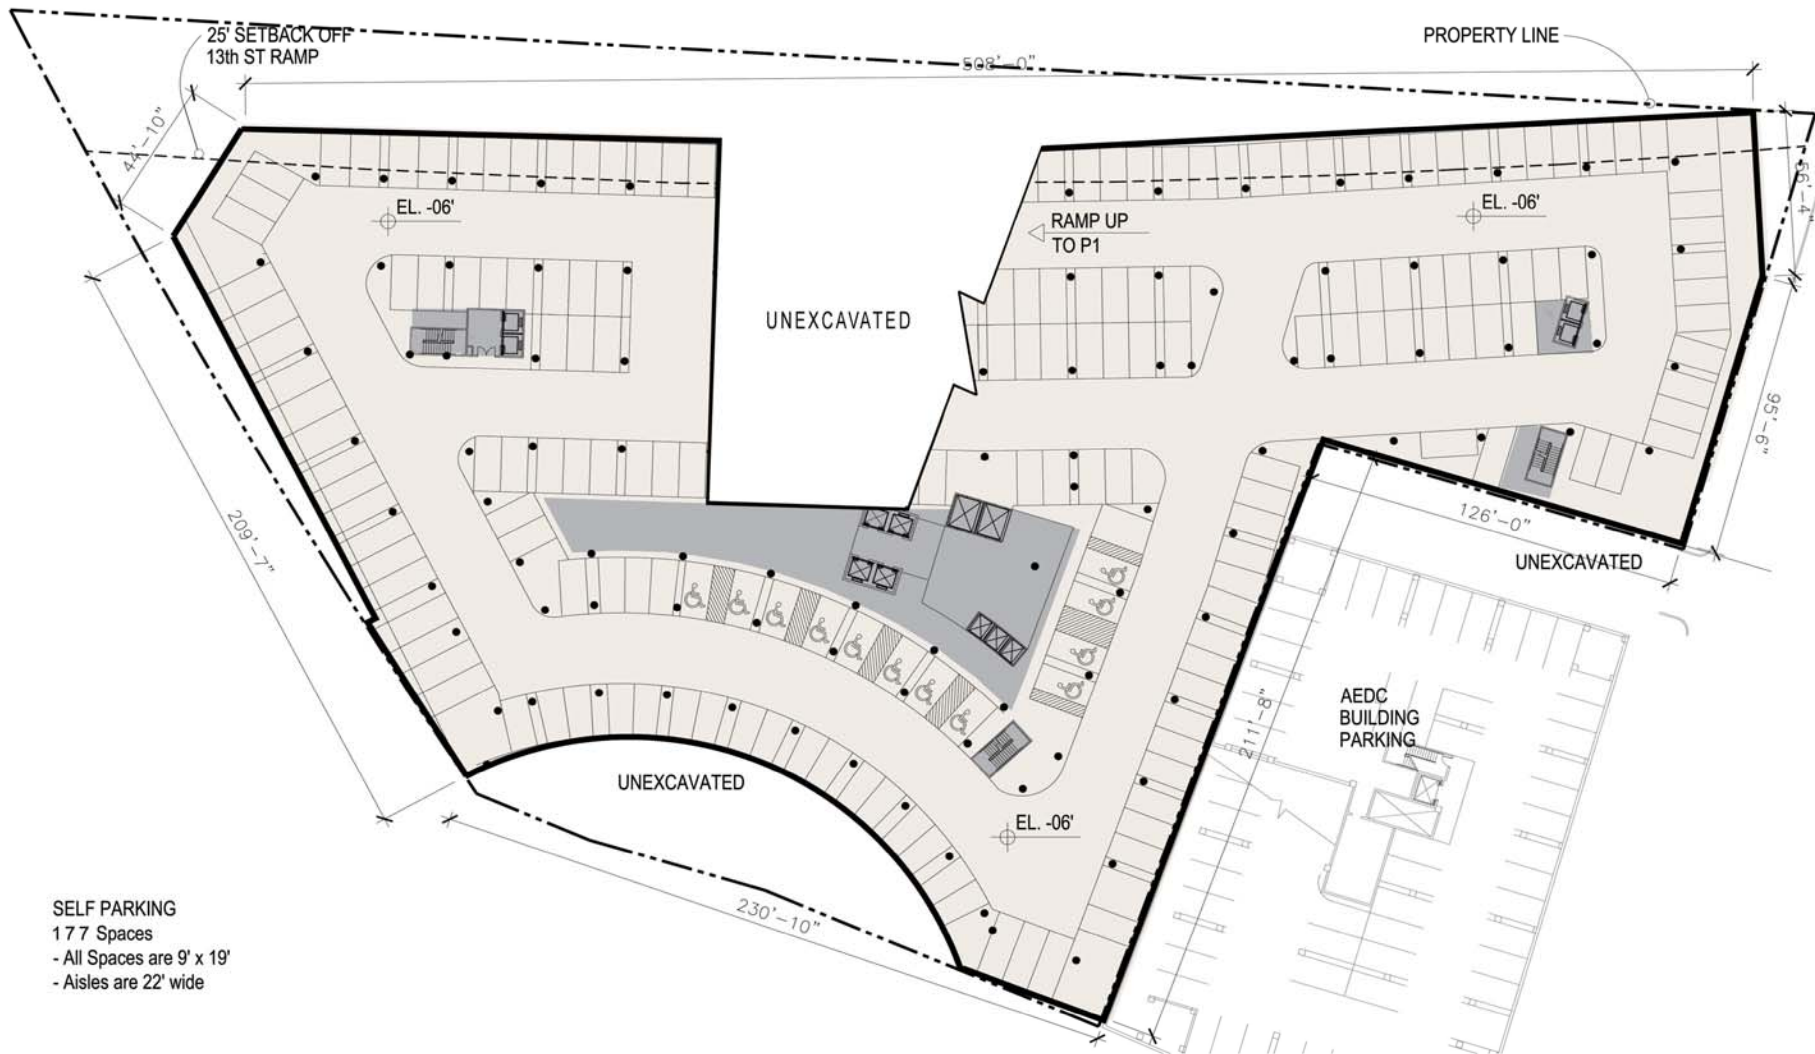 25' SETBACK OFF
13th ST RAMP
PROPERTY LINE
508'-0"
44'-10"
56'-4"
EL. -06'
EL. -06'
RAMP UP
TO P1
UNEXCAVATED
95'-6"
126'-0"
UNEXCAVATED
209'-7"
211'-8"
AEDC
BUILDING
PARKING
UNEXCAVATED
EL. -06'
230'-10"
SELF PARKING
177 Spaces
- All Spaces are 9' x 19'
- Aisles are 22' wide